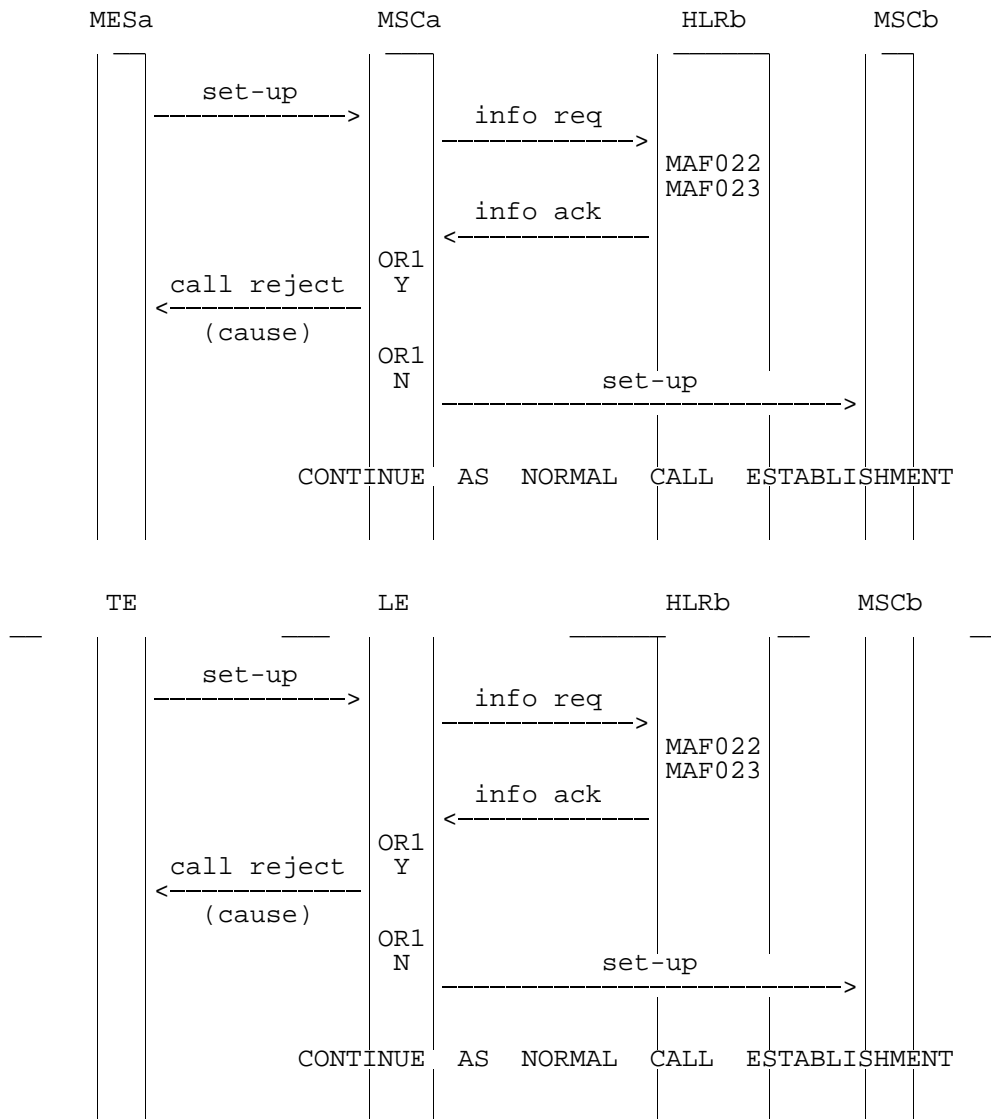 MESa MSCa HLRb MSCb
set-up
info req
MAF022
MAF023
info ack
OR1
call reject Y
(cause)
OR1
N set-up
CONTINUE AS NORMAL CALL ESTABLISHMENT
TE LE HLRb MSCb
set-up
info req
MAF022
MAF023
info ack
OR1
call reject Y
(cause)
OR1
N set-up
CONTINUE AS NORMAL CALL ESTABLISHMENT